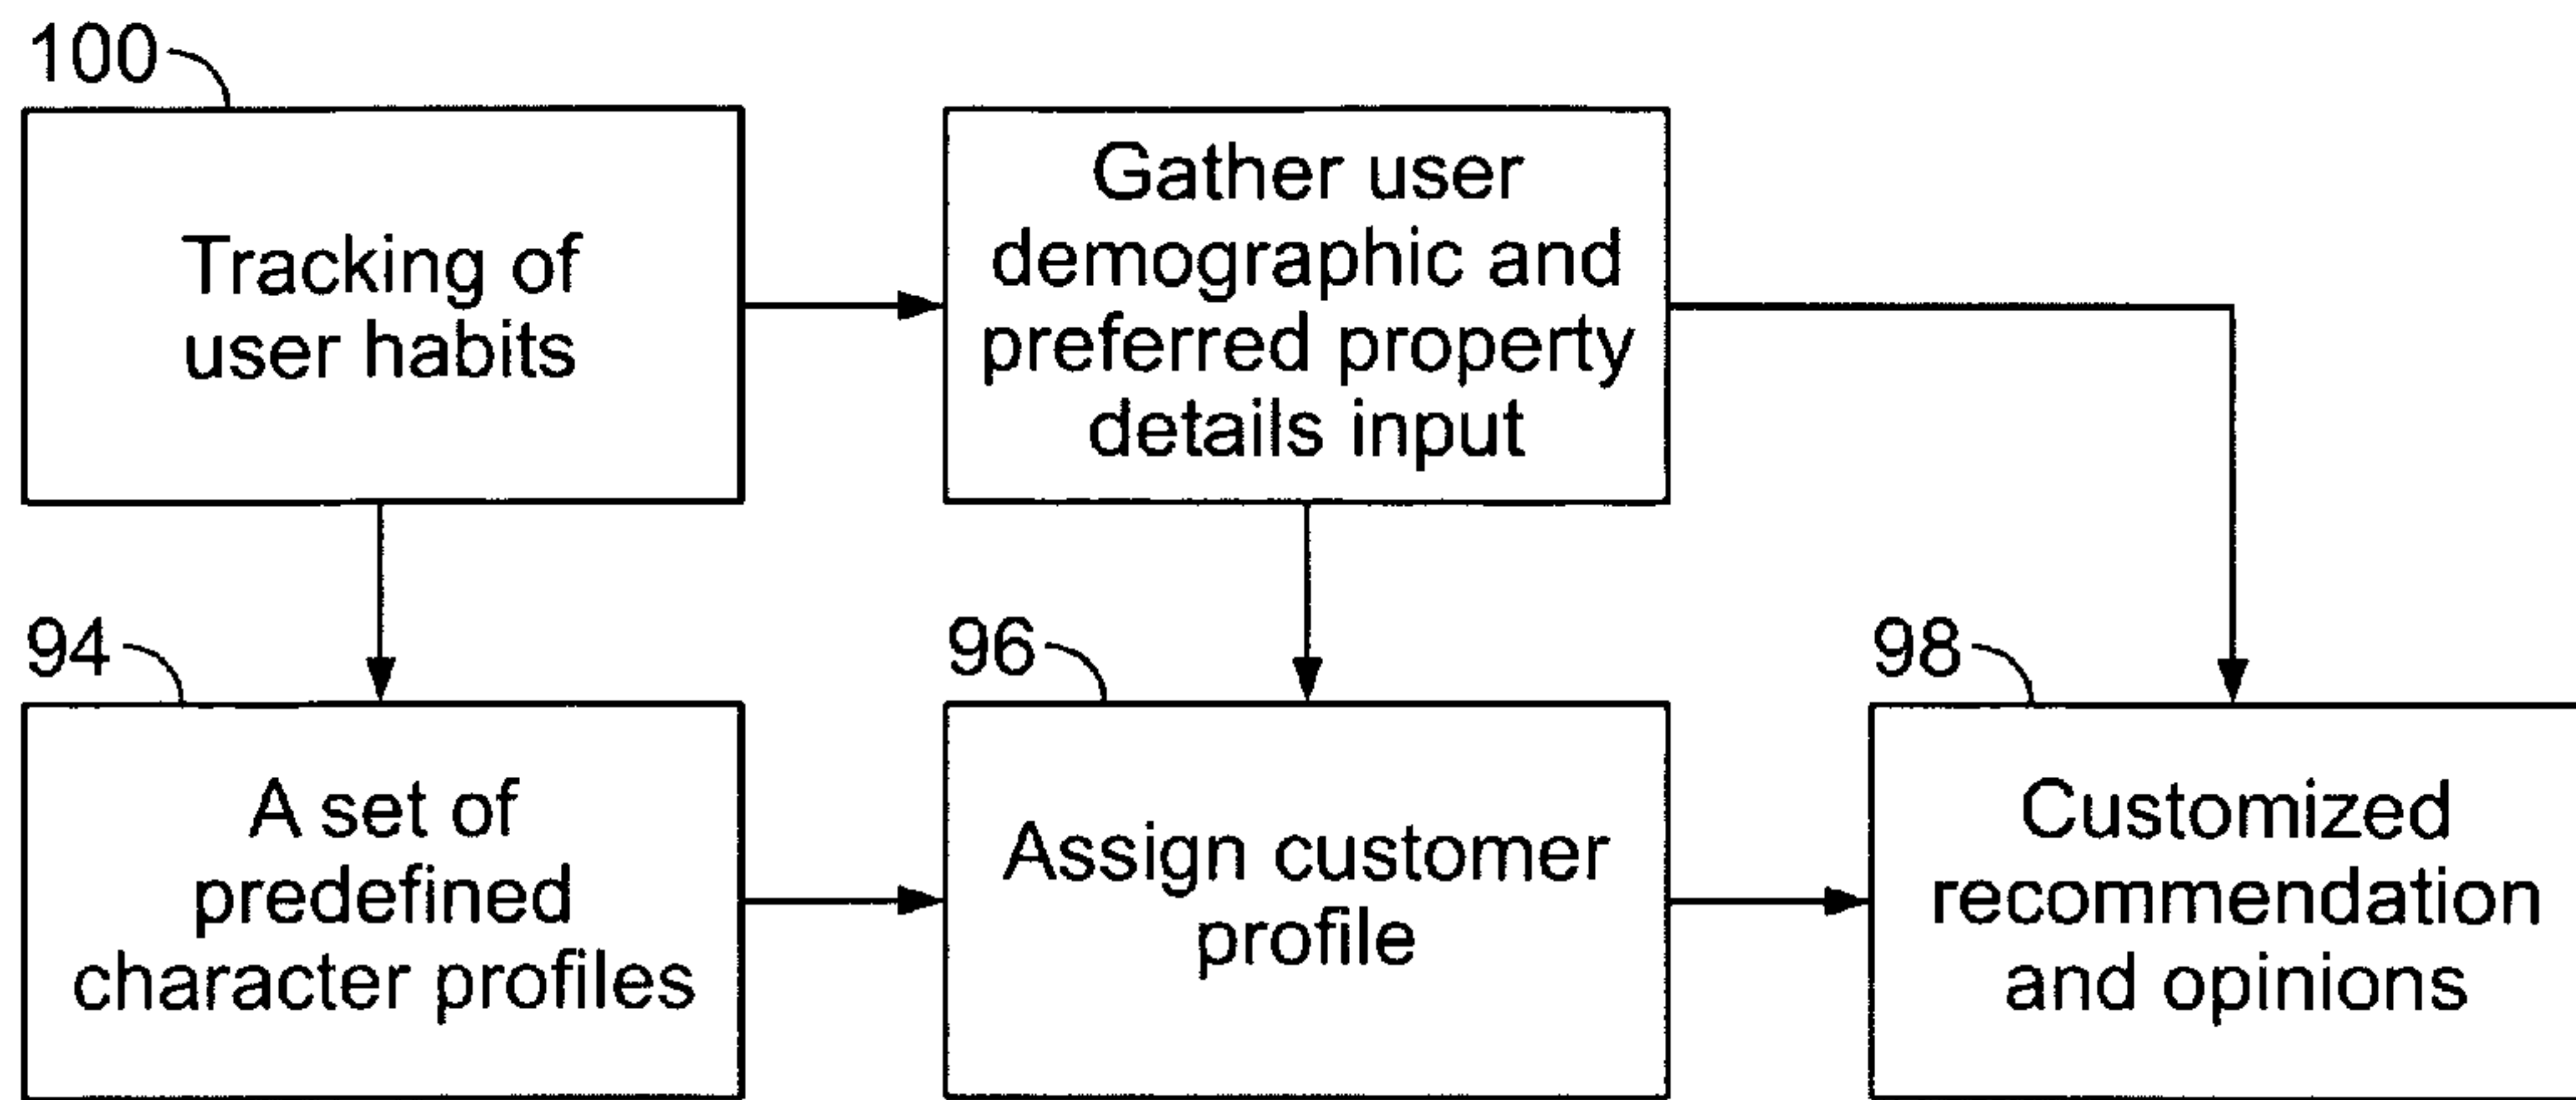 100
Tracking of
user habits
Gather user
demographic and
preferred property
details input
94
A set of
predefined
character profiles
96
Assign customer
profile
98
Customized
recommendation
and opinions